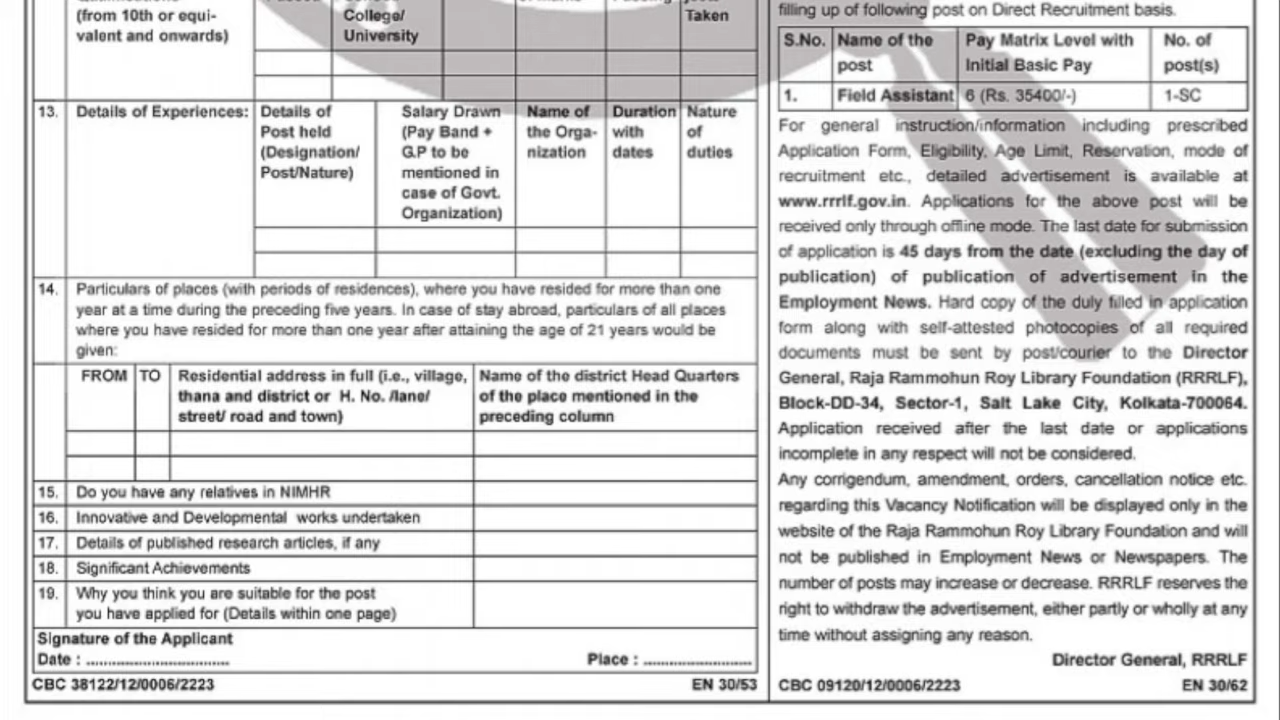 (from 10th or equi-
valent and onwards)
College/
University
Taken
13. Details of Experiences:
Details of
Post held
(Designation/
Post/Nature)
Salary Drawn
(Pay Band +
G.P to be
mentioned in
case of Govt.
Organization)
Name of
the Orga-
nization
Duration
with
dates
Nature
of
duties
14. Particulars of places (with periods of residences), where you have resided for more than one
year at a time during the preceding five years. In case of stay abroad, particulars of all places
where you have resided for more than one year after attaining the age of 21 years would be
given:
FROM TO
Residential address in full (i.e., village,
thana and district or H. No. /lane/
street/ road and town)
Name of the district Head Quarters
of the place mentioned in the
preceding column
15. Do you have any relatives in NIMHR
16. Innovative and Developmental works undertaken
17. Details of published research articles, if any
18. Significant Achievements
19. Why you think you are suitable for the post
you have applied for (Details within one page)
Signature of the Applicant
Date : .................................. Place : .........................
CBC 38122/12/0006/2223 EN 30/53
filling up of following post on Direct Recruitment basis.
S.No.
Name of the
post
Pay Matrix Level with
Initial Basic Pay
No. of
post(s)
1. Field Assistant 6 (Rs. 35400/-) 1-SC
For general instruction/information including prescribed
Application Form, Eligibility, Age Limit, Reservation, mode of
recruitment etc., detailed advertisement is available at
www.rrrlf.gov.in. Applications for the above post will be
received only through offline mode. The last date for submission
of application is 45 days from the date (excluding the day of
publication) of publication of advertisement in the
Employment News. Hard copy of the duly filled in application
form along with self-attested photocopies of all required
documents must be sent by post/courier to the Director
General, Raja Rammohun Roy Library Foundation (RRRLF),
Block-DD-34, Sector-1, Salt Lake City, Kolkata-700064.
Application received after the last date or applications
incomplete in any respect will not be considered.
Any corrigendum, amendment, orders, cancellation notice etc.
regarding this Vacancy Notification will be displayed only in the
website of the Raja Rammohun Roy Library Foundation and will
not be published in Employment News or Newspapers. The
number of posts may increase or decrease. RRRLF reserves the
right to withdraw the advertisement, either partly or wholly at any
time without assigning any reason.
Director General, RRRLF
CBC 09120/12/0006/2223 EN 30/62